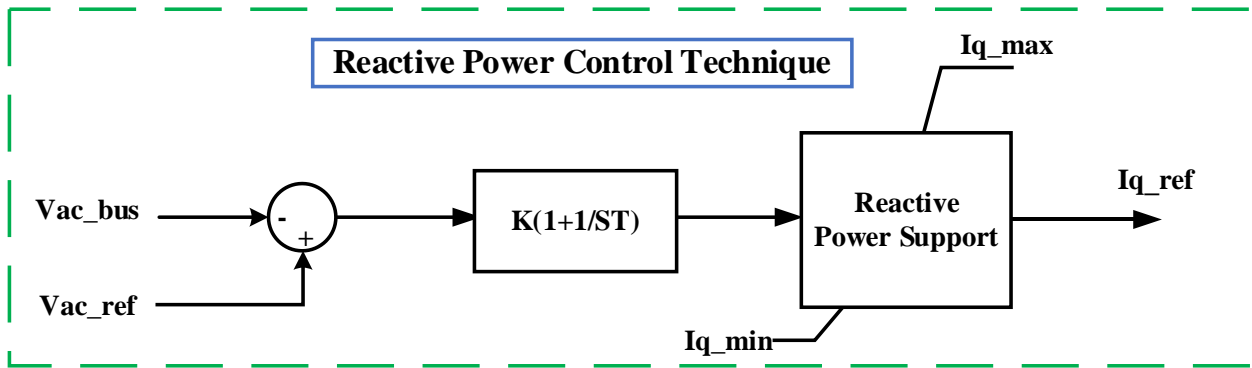 Reactive Power Control Technique
Iq_max
Vac_bus
-
+
K(1+1/ST)
Reactive
Power Support
Iq_ref
Vac_ref
Iq_min